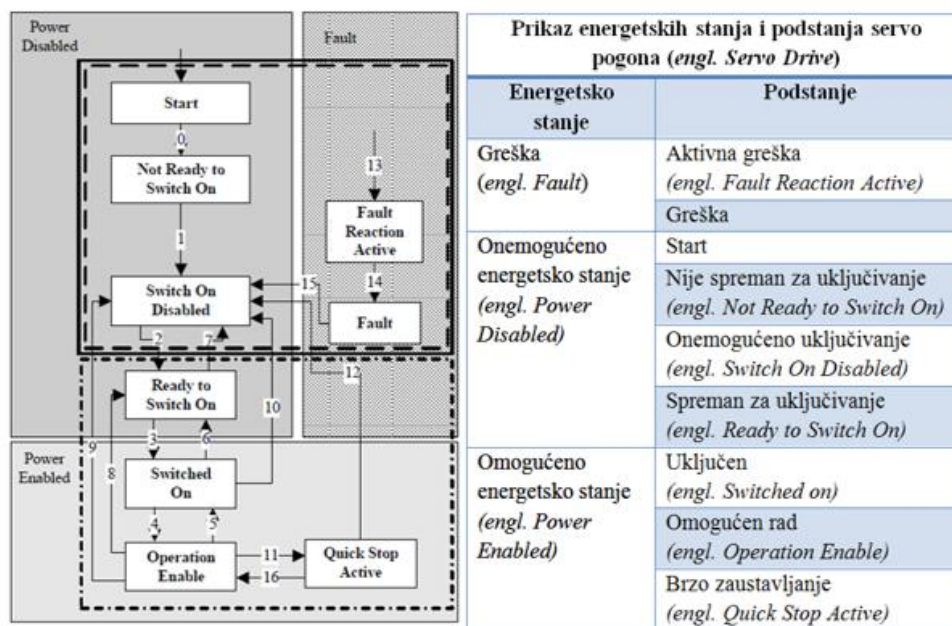 Power
Disabled
Fault
Start
0
Not Ready to
Switch On
13
1
Fault
Reaction
Active
15
14
Switch On
Disabled
Fault
2
7
12
Ready to
Switch On
10
3
6
9
8
Power
Enabled
Switched
On
4
5
Operation
Enable
11
16
Quick Stop
Active
Prikaz energetskih stanja i podstanja servo
pogona (engl. Servo Drive)
Energetsko
stanje
Podstanje
Greška
(engl. Fault)
Aktivna greška
(engl. Fault Reaction Active)
Greška
Onemogućeno
energetsko stanje
(engl. Power
Disabled)
Start
Nije spreman za uključivanje
(engl. Not Ready to Switch On)
Onemogućeno uključivanje
(engl. Switch On Disabled)
Spreman za uključivanje
(engl. Ready to Switch On)
Omogućeno
energetsko stanje
(engl. Power
Enabled)
Uključen
(engl. Switched on)
Omogućen rad
(engl. Operation Enable)
Brzo zaustavljanje
(engl. Quick Stop Active)